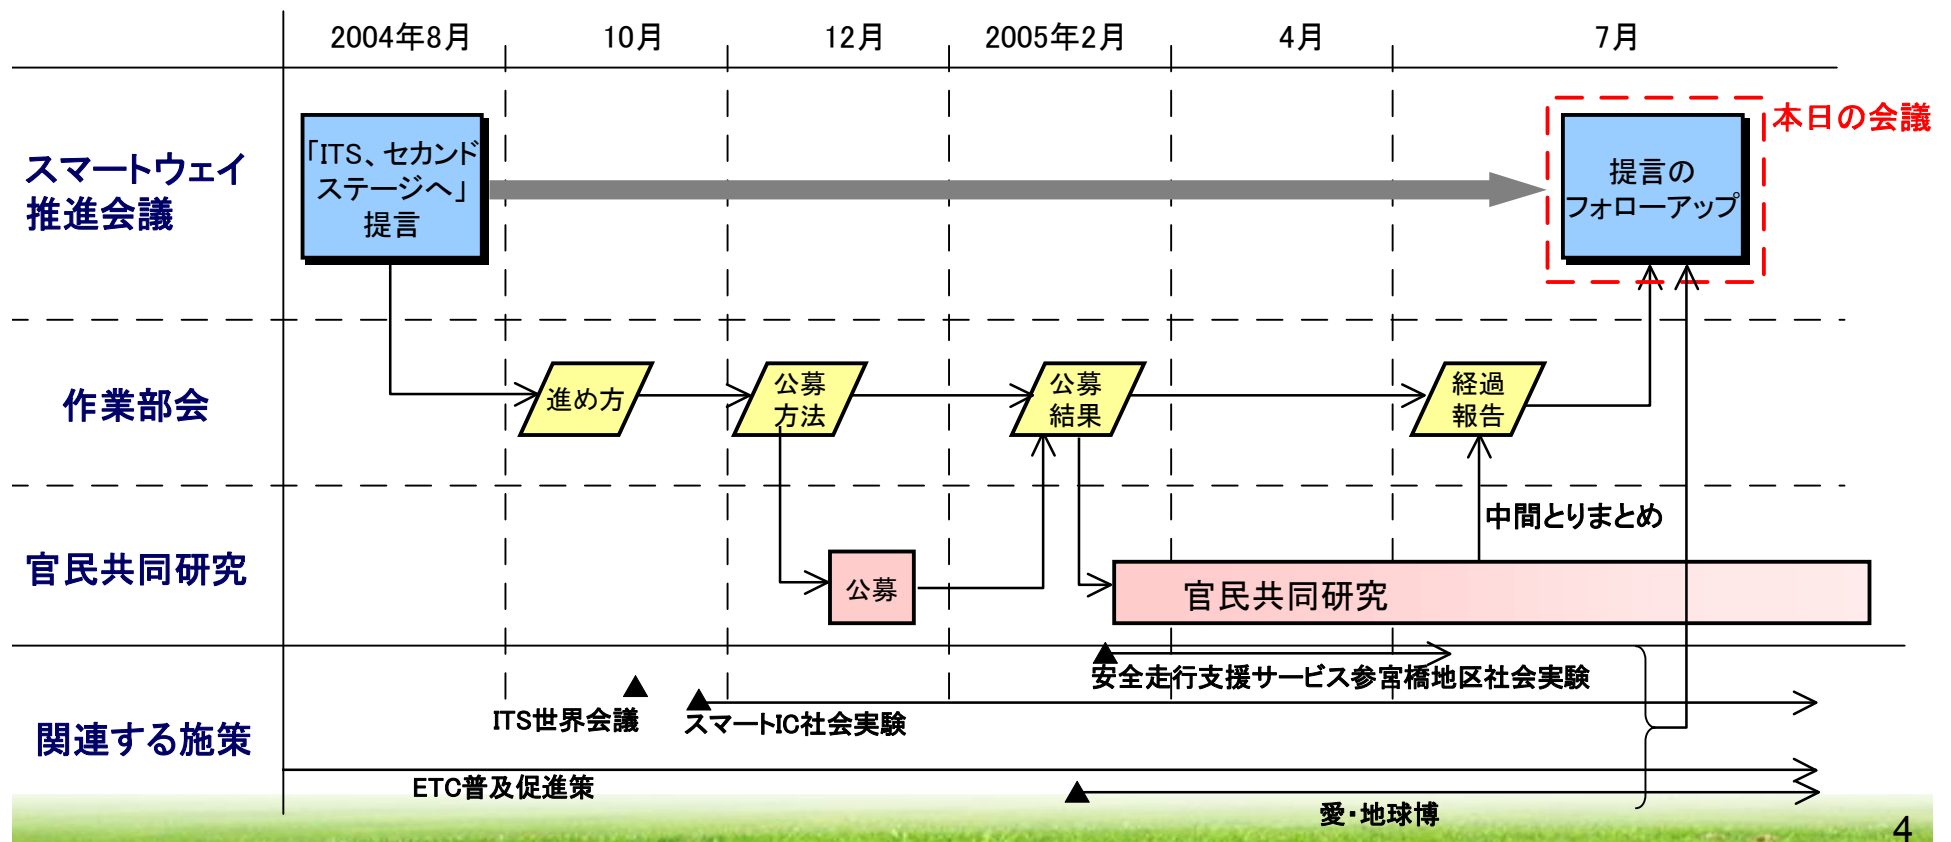 2004年8月
10月
12月
2005年2月
4月
7月
スマートウェイ
推進会議
「ITS、セカンド
ステージへ」
提言
提言の
フォローアップ
本日の会議
作業部会
進め方
公募
方法
公募
結果
経過
報告
官民共同研究
公募
官民共同研究
中間とりまとめ
関連する施策
安全走行支援サービス参宮橋地区社会実験
ITS世界会議
スマートIC社会実験
ETC普及促進策
愛・地球博
4